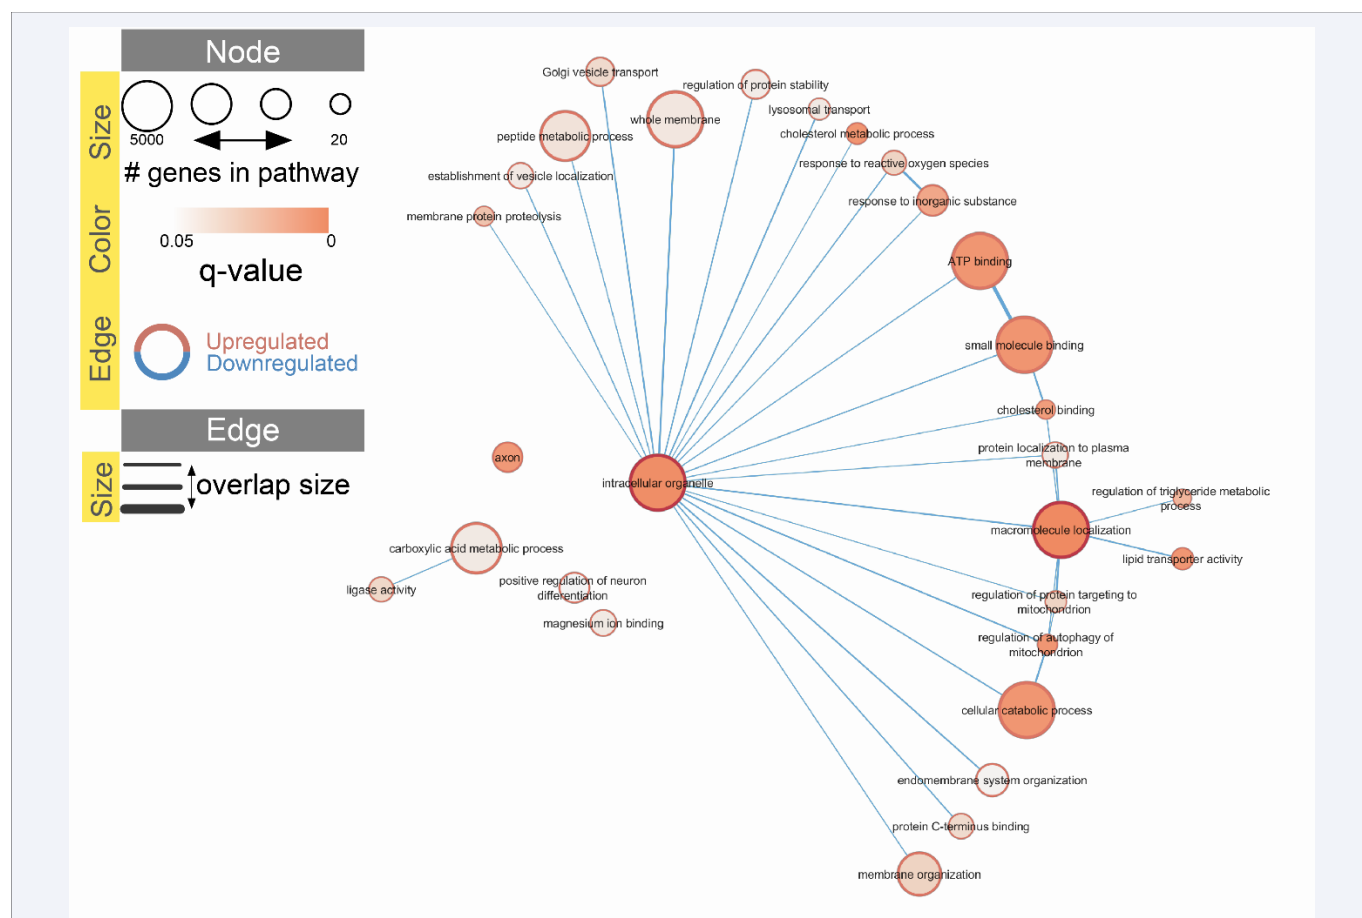 Node
Size
5000
20
# genes in pathway
Color
0.05
0
q-value
Edge
Upregulated
Downregulated
Edge
Size
overlap size
Golgi vesicle transport
regulation of protein stability
whole membrane
lysosomal transport
peptide metabolic process
cholesterol metabolic process
response to reactive oxygen species
establishment of vesicle localization
response to inorganic substance
membrane protein proteolysis
ATP binding
small molecule binding
cholesterol binding
protein localization to plasma
membrane
axon
intracellular organelle
regulation of triglyceride metabolic
process
macromolecule localization
carboxylic acid metabolic process
lipid transporter activity
ligase activity
positive regulation of neuron
differentiation
regulation of protein targeting to
mitochondrion
magnesium ion binding
regulation of autophagy of
mitochondrion
cellular catabolic process
endomembrane system organization
protein C-terminus binding
membrane organization